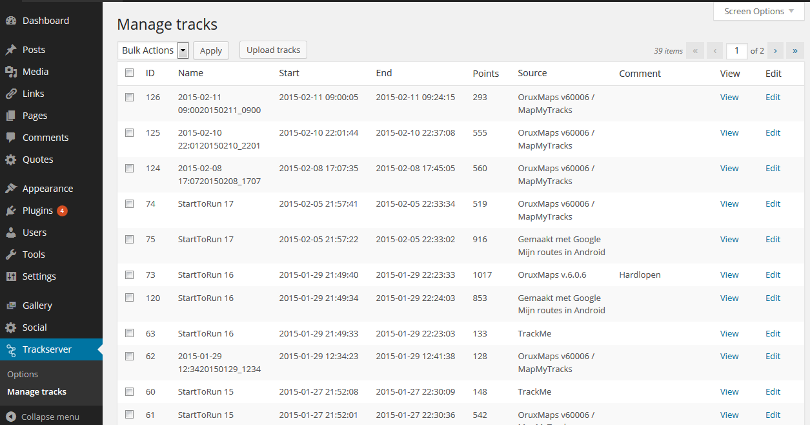 Screen Options
Dashboard
Posts
Media
Links
Pages
Comments
Quotes
Appearance
Plugins 4
Users
Tools
Settings
Gallery
Social
Trackserver
Options
Manage tracks
Collapse menu
Manage tracks
Bulk Actions Apply Upload tracks 39 items « ‹ 1 of 2 › »
ID Name Start End Points Source Comment View Edit
126 2015-02-11 2015-02-11 09:00:05 2015-02-11 09:24:15 293 OruxMaps v60006 / View Edit
09:0020150211_0900 MapMyTracks
125 2015-02-10 2015-02-10 22:01:44 2015-02-10 22:37:08 555 OruxMaps v60006 / View Edit
22:0120150210_2201 MapMyTracks
124 2015-02-08 2015-02-08 17:07:35 2015-02-08 17:45:05 560 OruxMaps v60006 / View Edit
17:0720150208_1707 MapMyTracks
74 StartToRun 17 2015-02-05 21:57:41 2015-02-05 22:33:34 519 OruxMaps v60006 / View Edit
MapMyTracks
75 StartToRun 17 2015-02-05 21:57:22 2015-02-05 22:33:02 916 Gemaakt met Google View Edit
Mijn routes in Android
73 StartToRun 16 2015-01-29 21:49:40 2015-01-29 22:23:33 1017 OruxMaps v.6.0.6 Hardlopen View Edit
120 StartToRun 16 2015-01-29 21:49:34 2015-01-29 22:24:03 853 Gemaakt met Google View Edit
Mijn routes in Android
63 StartToRun 16 2015-01-29 21:49:33 2015-01-29 22:23:03 133 TrackMe View Edit
62 2015-01-29 2015-01-29 12:34:23 2015-01-29 12:41:38 128 OruxMaps v60006 / View Edit
12:3420150129_1234 MapMyTracks
60 StartToRun 15 2015-01-27 21:52:08 2015-01-27 22:30:09 148 TrackMe View Edit
61 StartToRun 15 2015-01-27 21:52:01 2015-01-27 22:30:36 542 OruxMaps v60006 / View Edit